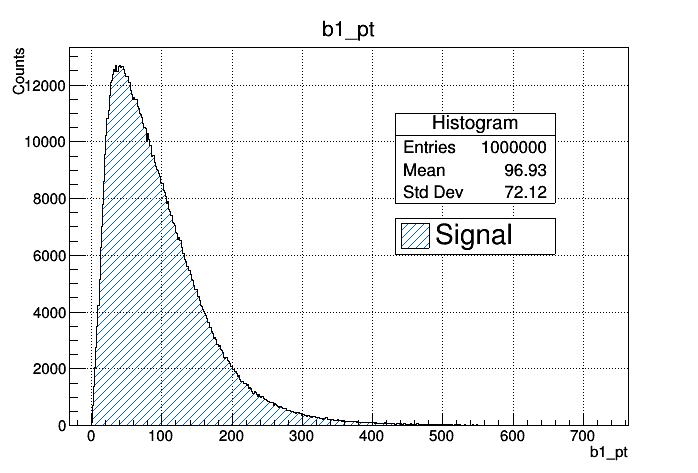 b1_pt
Counts
12000
10000
8000
6000
4000
2000
0
Histogram
Entries 1000000
Mean 96.93
Std Dev 72.12
Signal
0 100 200 300 400 500 600 700
b1_pt